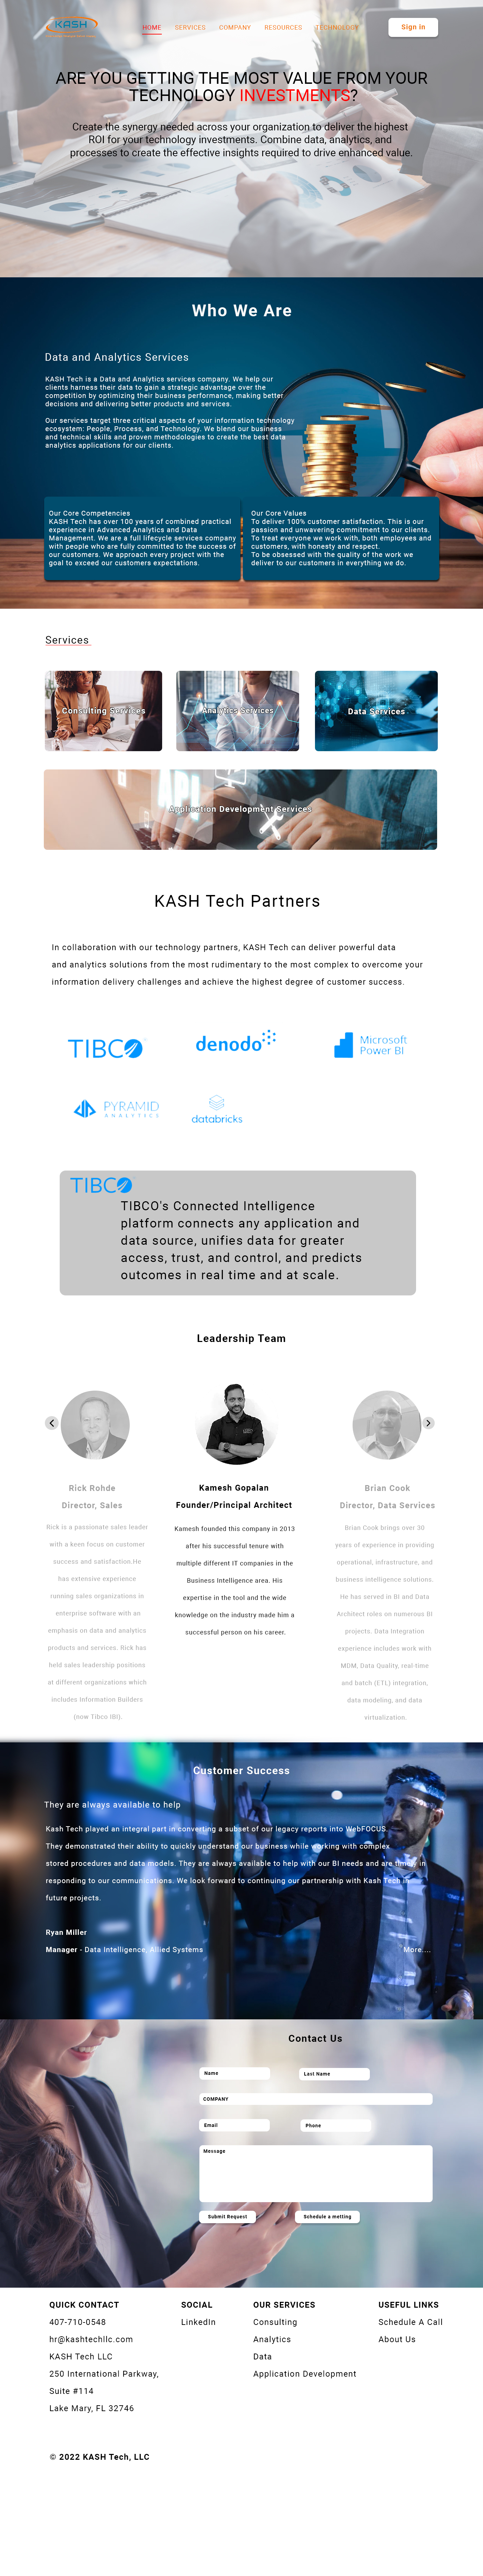 KASH
HOME SERVICES COMPANY RESOURCES TECHNOLOGY
Sign in
ARE YOU GETTING THE MOST VALUE FROM YOUR
TECHNOLOGY INVESTMENTS?
Create the synergy needed across your organization to deliver the highest
ROI for your technology investments. Combine data, analytics, and
processes to create the effective insights required to drive enhanced value.
Who We Are
Data and Analytics Services
KASH Tech is a Data and Analytics services company. We help our
clients harness their data to gain a strategic advantage over the
competition by optimizing their business performance, making better
decisions and delivering better products and services.
Our services target three critical aspects of your information technology
ecosystem: People, Process, and Technology. We blend our business
and technical skills and proven methodologies to create the best data
analytics applications for our clients.
Our Core Competencies
KASH Tech has over 100 years of combined practical
experience in Advanced Analytics and Data
Management. We are a full lifecycle services company
with people who are fully committed to the success of
our customers. We approach every project with the
goal to exceed our customers expectations.
Our Core Values
To deliver 100% customer satisfaction. This is our
passion and unwavering commitment to our clients.
To treat everyone we work with, both employees and
customers, with honesty and respect.
To be obsessed with the quality of the work we
deliver to our customers in everything we do.
Services
Consulting Services
Analytics Services
Data Services
Application Development Services
KASH Tech Partners
In collaboration with our technology partners, KASH Tech can deliver powerful data
and analytics solutions from the most rudimentary to the most complex to overcome your
information delivery challenges and achieve the highest degree of customer success.
TIBCO
denodo
Microsoft
Power BI
PYRAMID
ANALYTICS
databricks
TIBCO
TIBCO's Connected Intelligence
platform connects any application and
data source, unifies data for greater
access, trust, and control, and predicts
outcomes in real time and at scale.
Leadership Team
Rick Rohde
Director, Sales
Rick is a passionate sales leader
with a keen focus on customer
success and satisfaction.He
has extensive experience
running sales organizations in
enterprise software with an
emphasis on data and analytics
products and services. Rick has
held sales leadership positions
at different organizations which
includes Information Builders
(now Tibco IBI).
Kamesh Gopalan
Founder/Principal Architect
Kamesh founded this company in 2013
after his successful tenure with
multiple different IT companies in the
Business Intelligence area. His
expertise in the tool and the wide
knowledge on the industry made him a
successful person on his career.
Brian Cook
Director, Data Services
Brian Cook brings over 30
years of experience in providing
operational, infrastructure, and
business intelligence solutions.
He has served in BI and Data
Architect roles on numerous BI
projects. Data Integration
experience includes work with
MDM, Data Quality, real-time
and batch (ETL) integration,
data modeling, and data
virtualization.
Customer Success
They are always available to help
Kash Tech played an integral part in converting a subset of our legacy reports into WebFOCUS.
They demonstrated their ability to quickly understand our business while working with complex
stored procedures and data models. They are always available to help with our BI needs and are timely in
responding to our communications. We look forward to continuing our partnership with Kash Tech in
future projects.
Ryan Miller
Manager - Data Intelligence, Allied Systems
More....
Contact Us
Name
Last Name
COMPANY
Email
Phone
Message
Submit Request
Schedule a metting
QUICK CONTACT
407-710-0548
hr@kashtechllc.com
KASH Tech LLC
250 International Parkway,
Suite #114
Lake Mary, FL 32746
SOCIAL
LinkedIn
OUR SERVICES
Consulting
Analytics
Data
Application Development
USEFUL LINKS
Schedule A Call
About Us
© 2022 KASH Tech, LLC